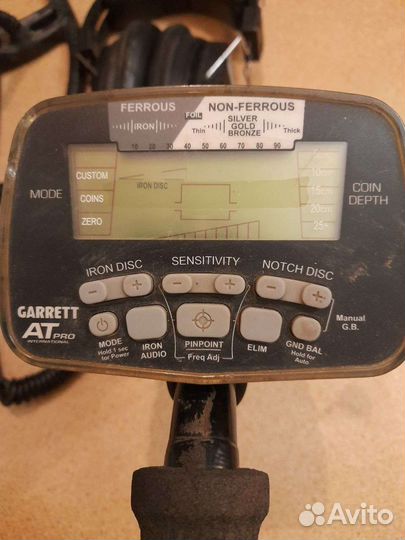 FERROUS
NON-FERROUS
IRON
FOIL
Thin
SILVER
GOLD
BRONZE
Thick
10 20 30 40 50 60 70 80 90
MODE
CUSTOM
COINS
ZERO
IRON DISC
10cm
15cm
20cm
COIN
DEPTH
IRON DISC
SENSITIVITY
NOTCH DISC
- +
- +
- +
GARRETT
AT PRO
INTERNATIONAL
MODE
Hold 1 sec
for Power
IRON
AUDIO
PINPOINT
Freq Adj
ELIM
GND BAL
Hold for
Auto
Manual
G.B.
Avito